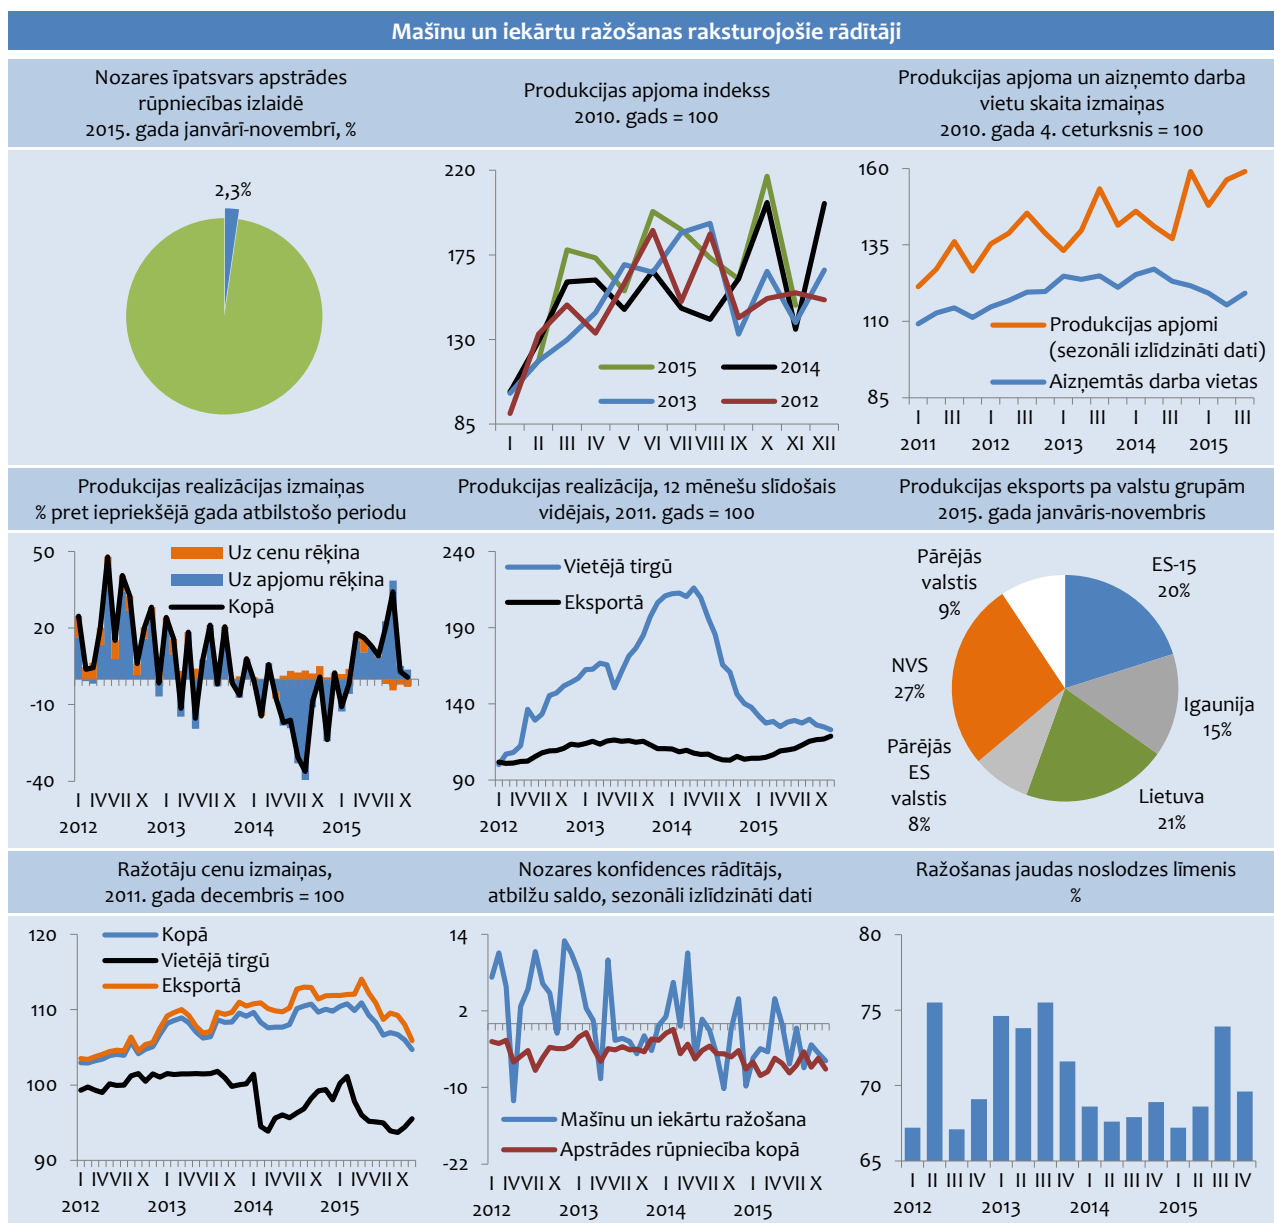 Mašīnu un iekārtu ražošanas raksturojošie rādītāji
Nozares īpatsvars apstrādes
rūpniecības izlaidē
2015. gada janvārī-novembrī, %
2,3%
Produkcijas apjoma indekss
2010. gads = 100
220
175
130
85
2015
2014
2013
2012
I II III IV V VI VII VIII IX X XI XII
Produkcijas apjoma un aizņemto darba
vietu skaita izmaiņas
2010. gada 4. ceturksnis = 100
160
135
110
85
Produkcijas apjomi
(sezonāli izlīdzināti dati)
Aizņemtās darba vietas
I III I III I III I III I III
2011 2012 2013 2014 2015
Produkcijas realizācijas izmaiņas
% pret iepriekšējā gada atbilstošo periodu
50
20
-10
-40
Uz cenu rēķina
Uz apjomu rēķina
Kopā
I IV VII X I IV VII X I IV VII X I IV VII X
2012 2013 2014 2015
Produkcijas realizācija, 12 mēnešu slīdošais
vidējais, 2011. gads = 100
240
190
140
90
Vietējā tirgū
Eksportā
I IV VII X I IV VII X I IV VII X I IV VII X
2012 2013 2014 2015
Produkcijas eksports pa valstu grupām
2015. gada janvāris-novembris
Pārējās
valstis
9%
ES-15
20%
NVS
27%
Igaunija
15%
Pārējās
ES
valstis
8%
Lietuva
21%
Ražotāju cenu izmaiņas,
2011. gada decembris = 100
120
110
100
90
Kopā
Vietējā tirgū
Eksportā
I IV VII X I IV VII X I IV VII X I IV VII X
2012 2013 2014 2015
Nozares konfidences rādītājs,
atbilžu saldo, sezonāli izlīdzināti dati
14
2
-10
-22
Mašīnu un iekārtu ražošana
Apstrādes rūpniecība kopā
I IV VII X I IV VII X I IV VII X I IV VII X
2012 2013 2014 2015
Ražošanas jaudas noslodzes līmenis
%
80
75
70
65
I II III IV I II III IV I II III IV I II III IV
2012 2013 2014 2015